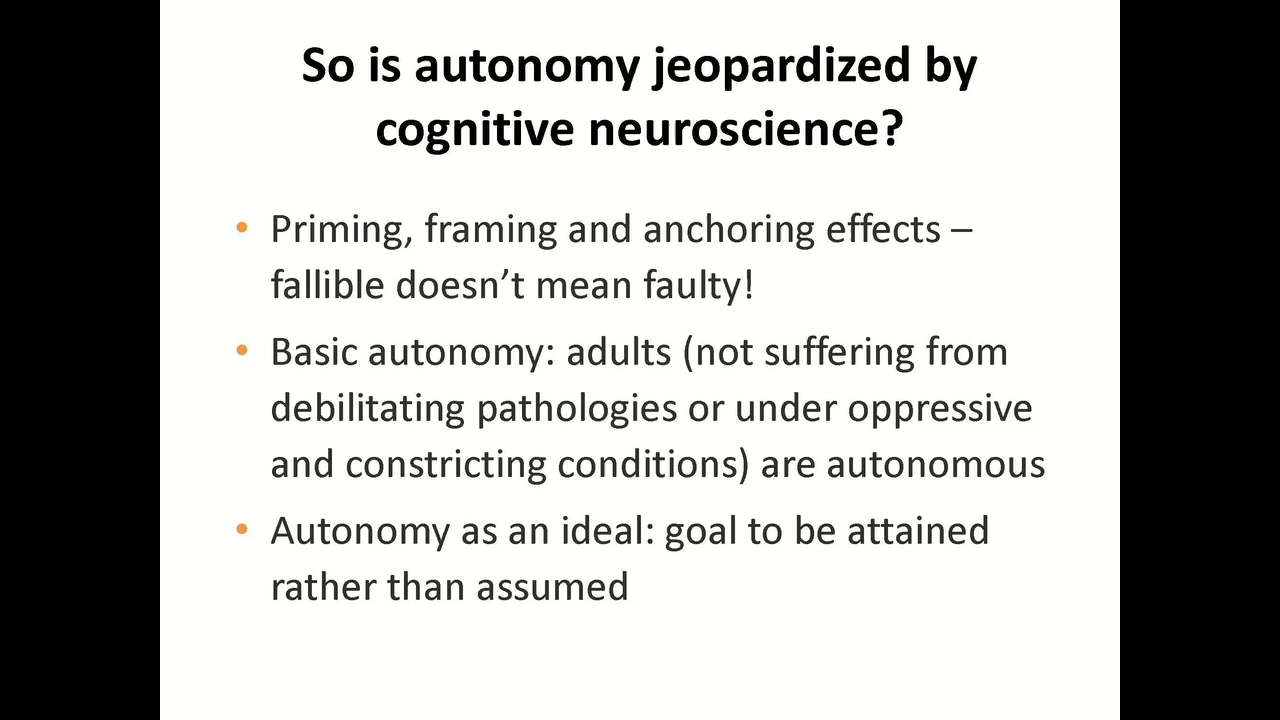 So is autonomy jeopardized by
cognitive neuroscience?
• Priming, framing and anchoring effects –
fallible doesn’t mean faulty!
• Basic autonomy: adults (not suffering from
debilitating pathologies or under oppressive
and constricting conditions) are autonomous
• Autonomy as an ideal: goal to be attained
rather than assumed